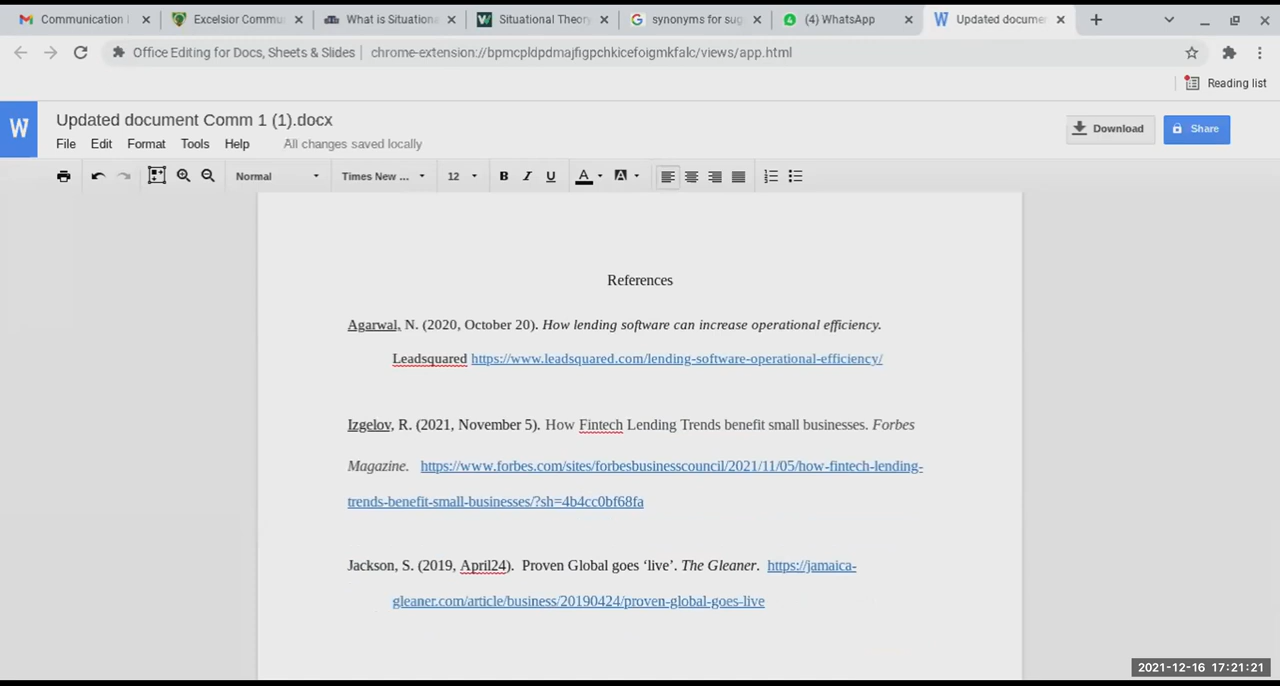 Communication
Excelsior Commu
What is Situationa
Situational Theory
synonyms for sug
(4) WhatsApp
Updated docume
Office Editing for Docs, Sheets & Slides | chrome-extension://bpmcpldpdmajfigpchkicefoigmkfalc/views/app.html
Reading list
W
Updated document Comm 1 (1).docx
Download
Share
File Edit Format Tools Help All changes saved locally
Normal Times New ... 12 B I U A A
References
Agarwal, N. (2020, October 20). How lending software can increase operational efficiency.
Leadsquared https://www.leadsquared.com/lending-software-operational-efficiency/
Izgelov, R. (2021, November 5). How Fintech Lending Trends benefit small businesses. Forbes
Magazine. https://www.forbes.com/sites/forbesbusinesscouncil/2021/11/05/how-fintech-lending-
trends-benefit-small-businesses/?sh=4b4cc0bf68fa
Jackson, S. (2019, April24). Proven Global goes ‘live’. The Gleaner. https://jamaica-
gleaner.com/article/business/20190424/proven-global-goes-live
2021-12-16 17:21:21